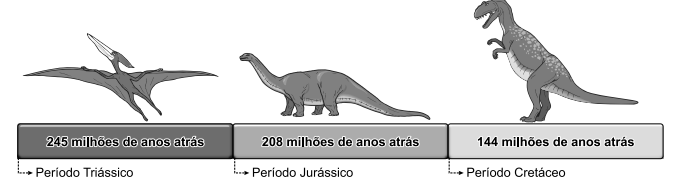 245 milhões de anos atrás
208 milhões de anos atrás
144 milhões de anos atrás
Período Triássico
Período Jurássico
Período Cretáceo